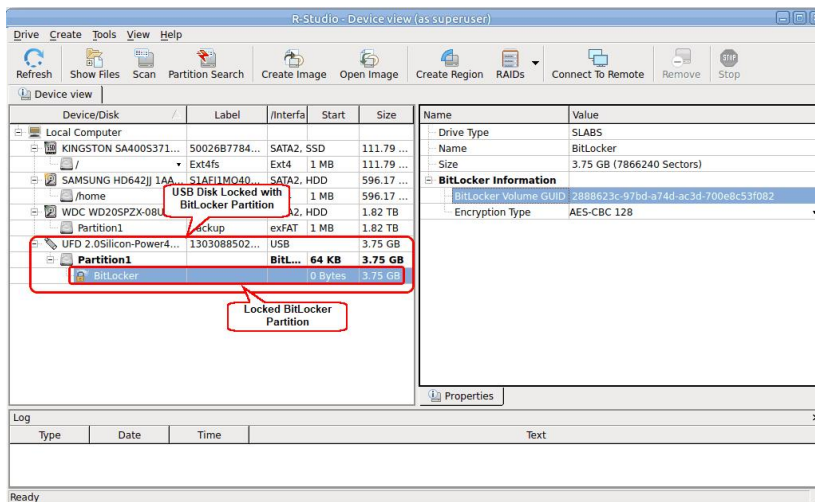 R-Studio - Device view (as superuser)
Drive Create Tools View Help
Refresh Show Files Scan Partition Search Create Image Open Image Create Region RAIDs Connect To Remote Remove Stop
Device view
Device/Disk Label Start Size
Local Computer
KINGSTON SA400S371... 50026B7784... SATA2, SSD 111.79 ...
/ Ext4fs Ext4 1 MB 111.79 ...
SAMSUNG HD642JJ 1AA... S1AFJ1MQ40... SATA2, HDD 596.17 ...
/home 1 MB 596.17 ...
WDC WD20SPZX-08U HDD 1.82 TB
Partition1 exFAT 1 MB 1.82 TB
UFD 2.0Silicon-Power4... 1303088502... USB 3.75 GB
Partition1 BitL... 64 KB 3.75 GB
BitLocker 0 Bytes 3.75 GB
USB Disk Locked with
BitLocker Partition
Locked BitLocker
Partition
Name Value
Drive Type SLABS
Name BitLocker
Size 3.75 GB (7866240 Sectors)
BitLocker Information
BitLocker Volume GUID 2888623c-97bd-a74d-ac3d-700e8c53f082
Encryption Type AES-CBC 128
Properties
Log
Type Date Time Text
Ready